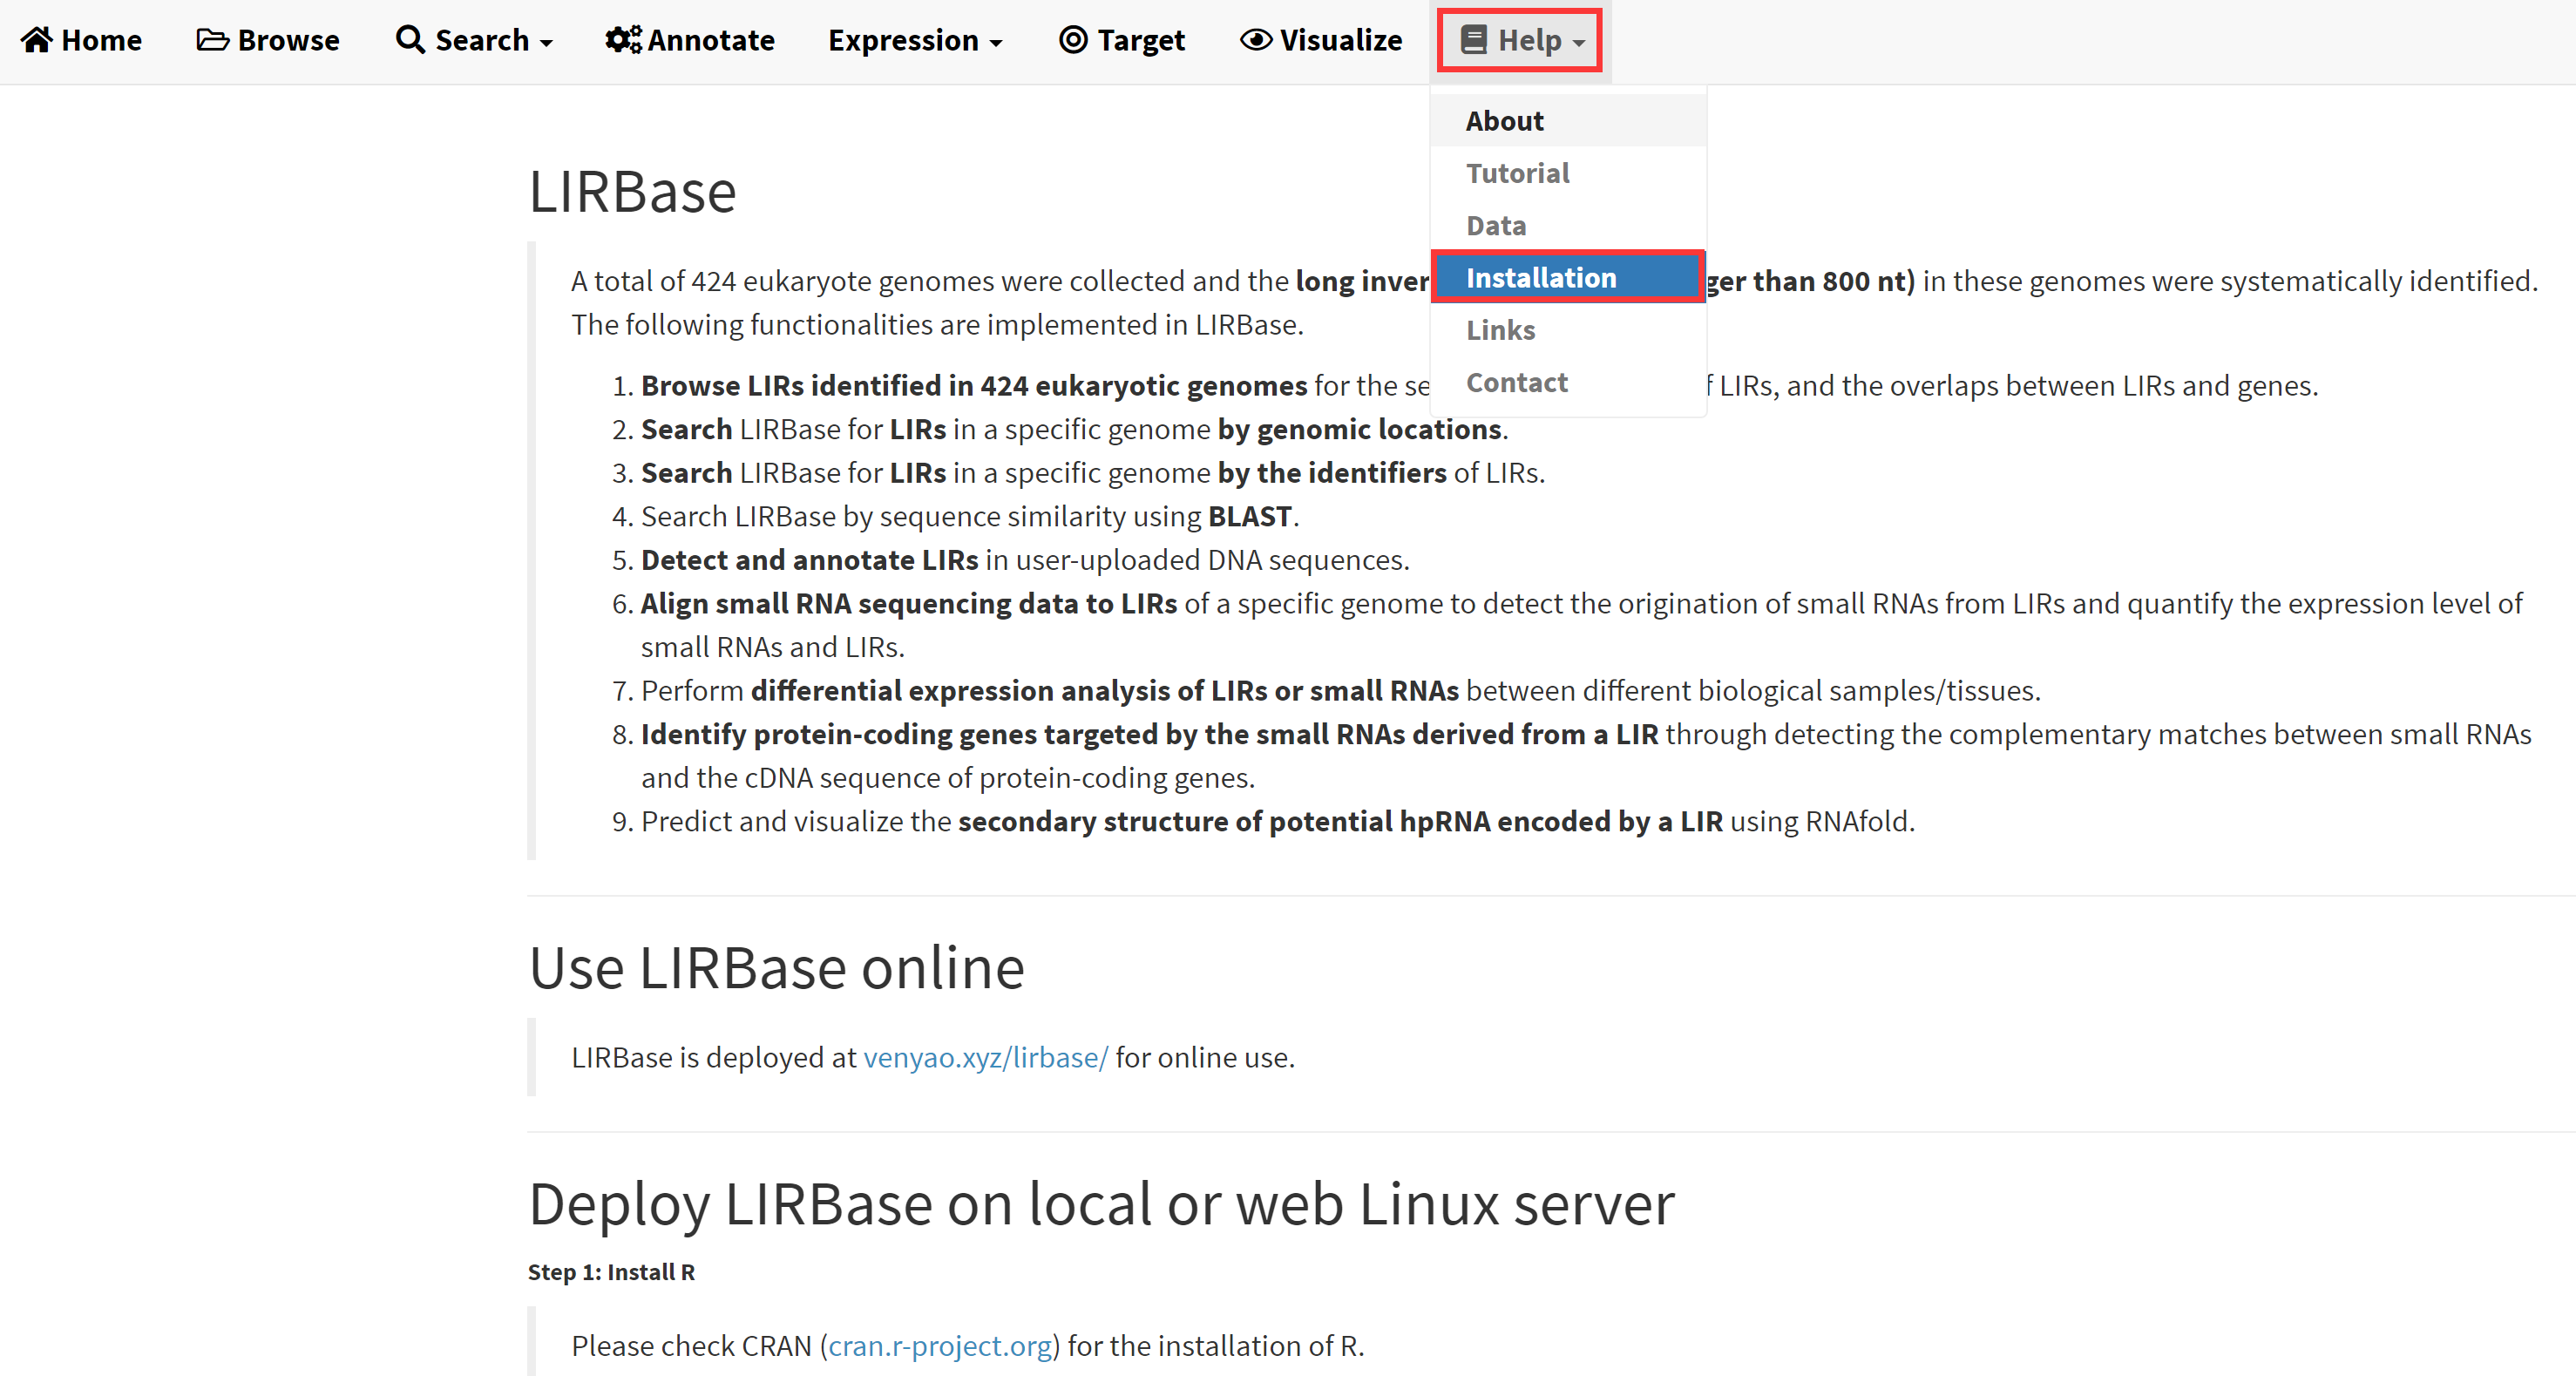 Home Browse Search Annotate Expression Target Visualize Help
About
Tutorial
Data
Installation
Links
Contact
LIRBase
A total of 424 eukaryote genomes were collected and the long inver ger than 800 nt) in these genomes were systematically identified.
The following functionalities are implemented in LIRBase.
1. Browse LIRs identified in 424 eukaryotic genomes for the se f LIRs, and the overlaps between LIRs and genes.
2. Search LIRBase for LIRs in a specific genome by genomic locations.
3. Search LIRBase for LIRs in a specific genome by the identifiers of LIRs.
4. Search LIRBase by sequence similarity using BLAST.
5. Detect and annotate LIRs in user-uploaded DNA sequences.
6. Align small RNA sequencing data to LIRs of a specific genome to detect the origination of small RNAs from LIRs and quantify the expression level of
small RNAs and LIRs.
7. Perform differential expression analysis of LIRs or small RNAs between different biological samples/tissues.
8. Identify protein-coding genes targeted by the small RNAs derived from a LIR through detecting the complementary matches between small RNAs
and the cDNA sequence of protein-coding genes.
9. Predict and visualize the secondary structure of potential hpRNA encoded by a LIR using RNAfold.
Use LIRBase online
LIRBase is deployed at venyao.xyz/lirbase/ for online use.
Deploy LIRBase on local or web Linux server
Step 1: Install R
Please check CRAN (cran.r-project.org) for the installation of R.